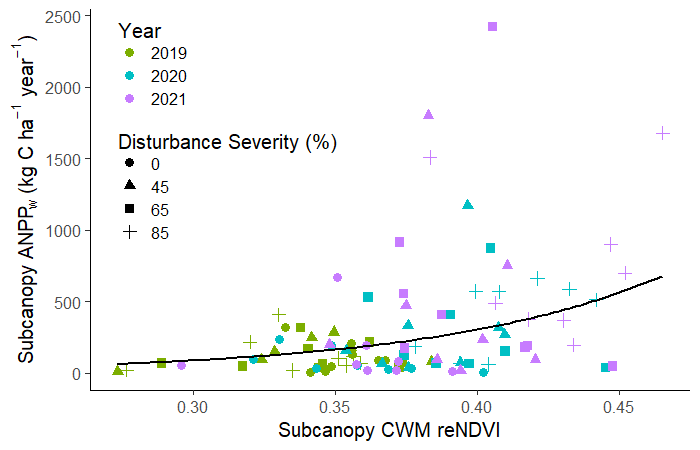 2500
2000
1500
1000
500
0
Subcanopy ANPPw (kg C ha⁻¹ year⁻¹)
Year
2019
2020
2021
Disturbance Severity (%)
0
45
65
85
0.30 0.35 0.40 0.45
Subcanopy CWM reNDVI